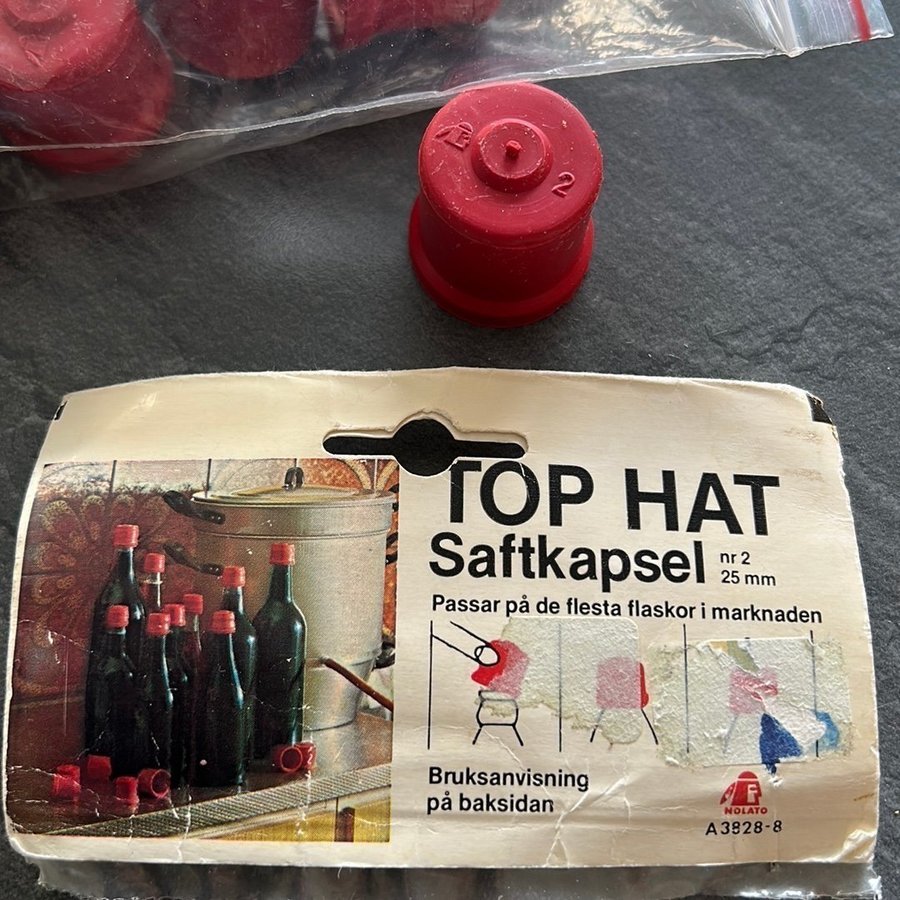 2
TOP HAT
Saftkapsel nr 2
25 mm
Passar på de flesta flaskor i marknaden
Bruksanvisning
på baksidan
NOLATO
A3828-8